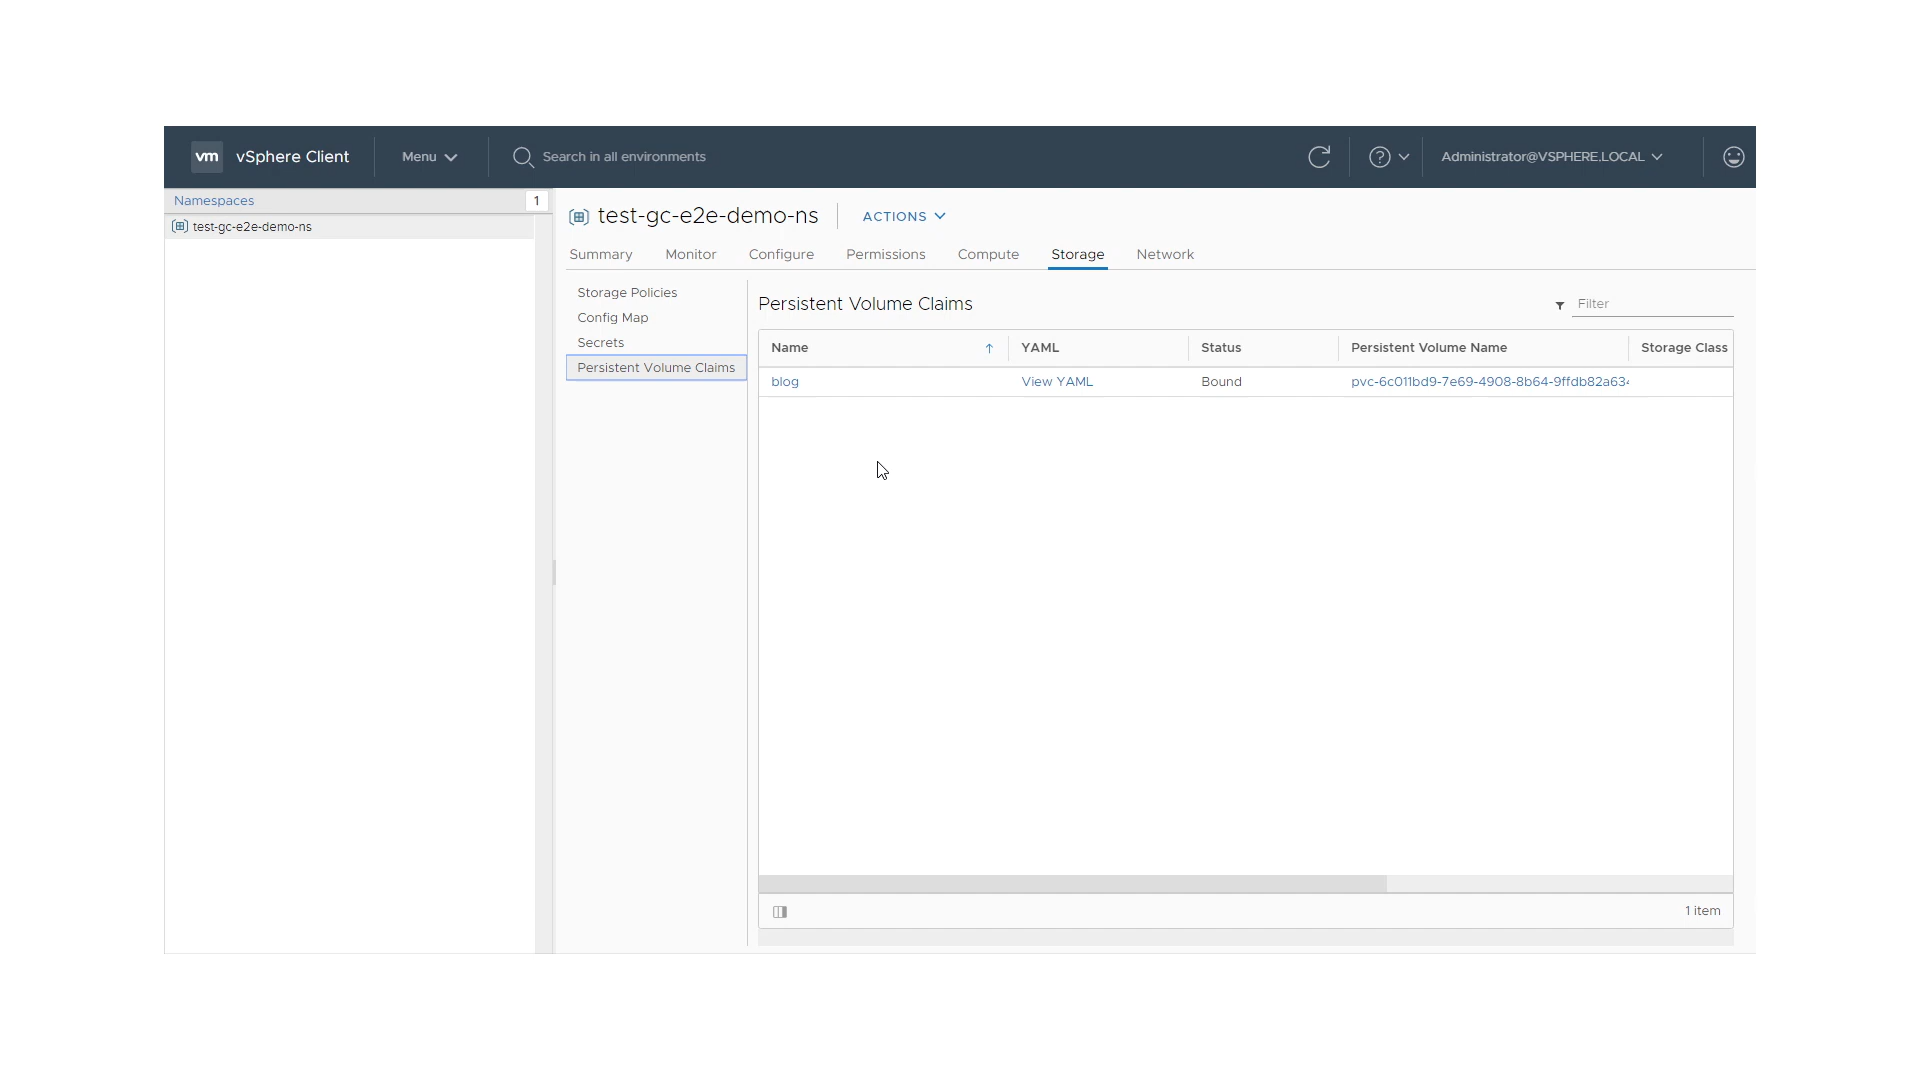 vm vSphere Client Menu Search in all environments Administrator@VSPHERE.LOCAL
Namespaces 1
test-gc-e2e-demo-ns
test-gc-e2e-demo-ns ACTIONS
Summary Monitor Configure Permissions Compute Storage Network
Storage Policies
Config Map
Secrets
Persistent Volume Claims
Persistent Volume Claims Filter
Name YAML Status Persistent Volume Name Storage Class
blog View YAML Bound pvc-6c011bd9-7e69-4908-8b64-9ffdb82a634
1 item